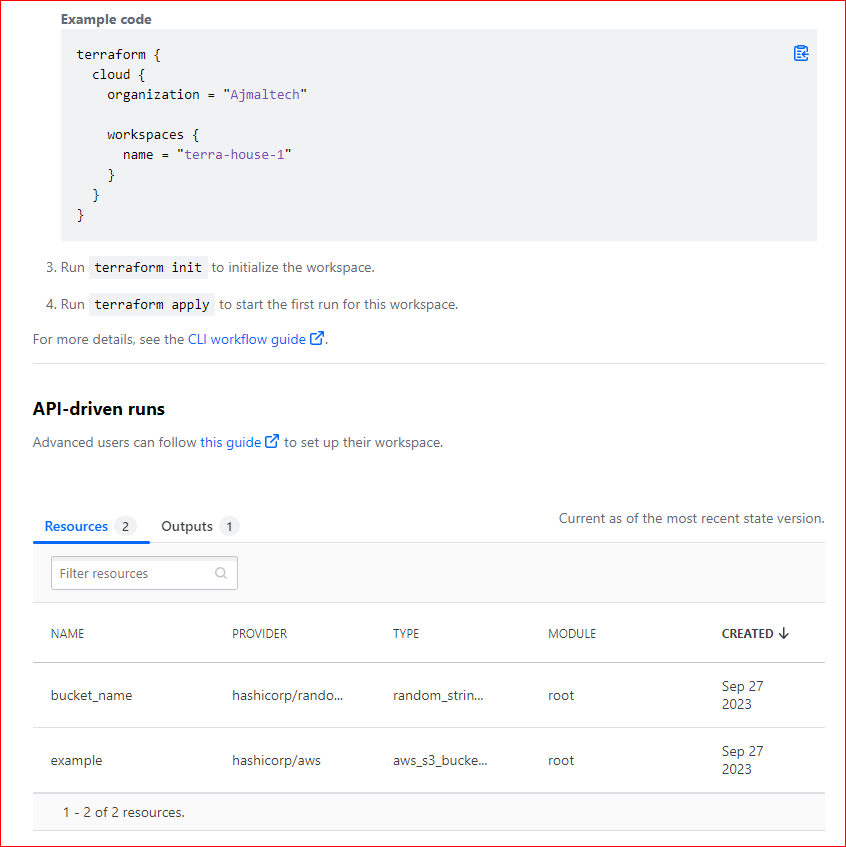 Example code
terraform {
  cloud {
    organization = "Ajmaltech"

    workspaces {
      name = "terra-house-1"
    }
  }
}
3. Run terraform init to initialize the workspace.
4. Run terraform apply to start the first run for this workspace.
For more details, see the CLI workflow guide.
API-driven runs
Advanced users can follow this guide to set up their workspace.
Resources 2 Outputs 1 Current as of the most recent state version.
Filter resources
NAME PROVIDER TYPE MODULE CREATED
bucket_name hashicorp/rando... random_strin... root Sep 27
2023
example hashicorp/aws aws_s3_bucke... root Sep 27
2023
1 - 2 of 2 resources.